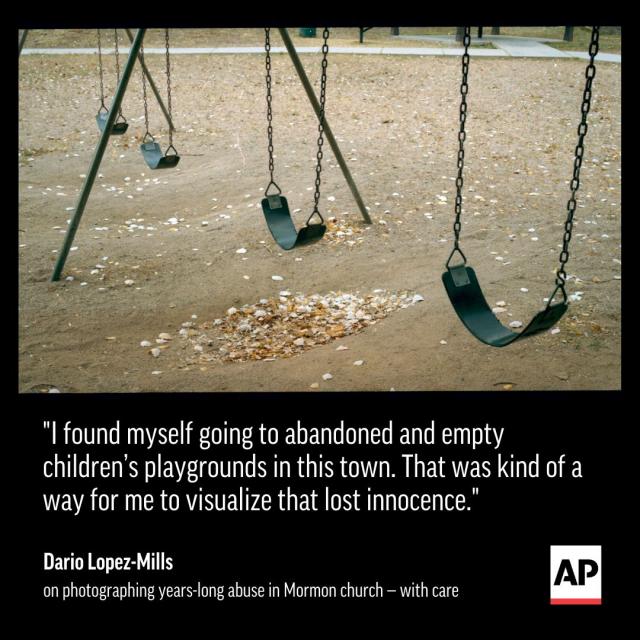 "I found myself going to abandoned and empty
children's playgrounds in this town. That was kind of a
way for me to visualize that lost innocence."
Dario Lopez-Mills
on photographing years-long abuse in Mormon church – with care
AP